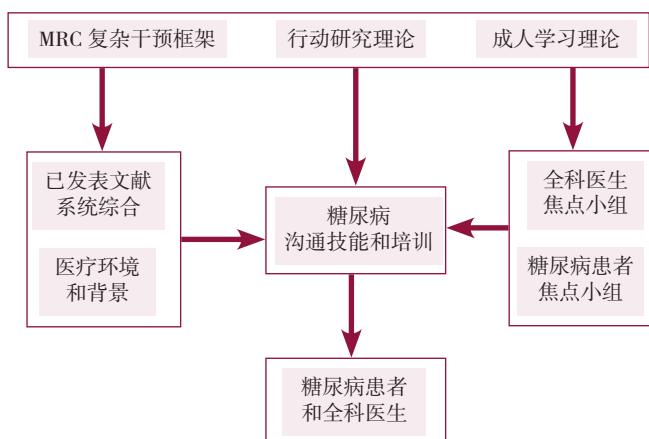 MRC 复杂干预框架
行动研究理论
成人学习理论
已发表文献
系统综合
医疗环境
和背景
糖尿病
沟通技能和培训
全科医生
焦点小组
糖尿病患者
焦点小组
糖尿病患者
和全科医生